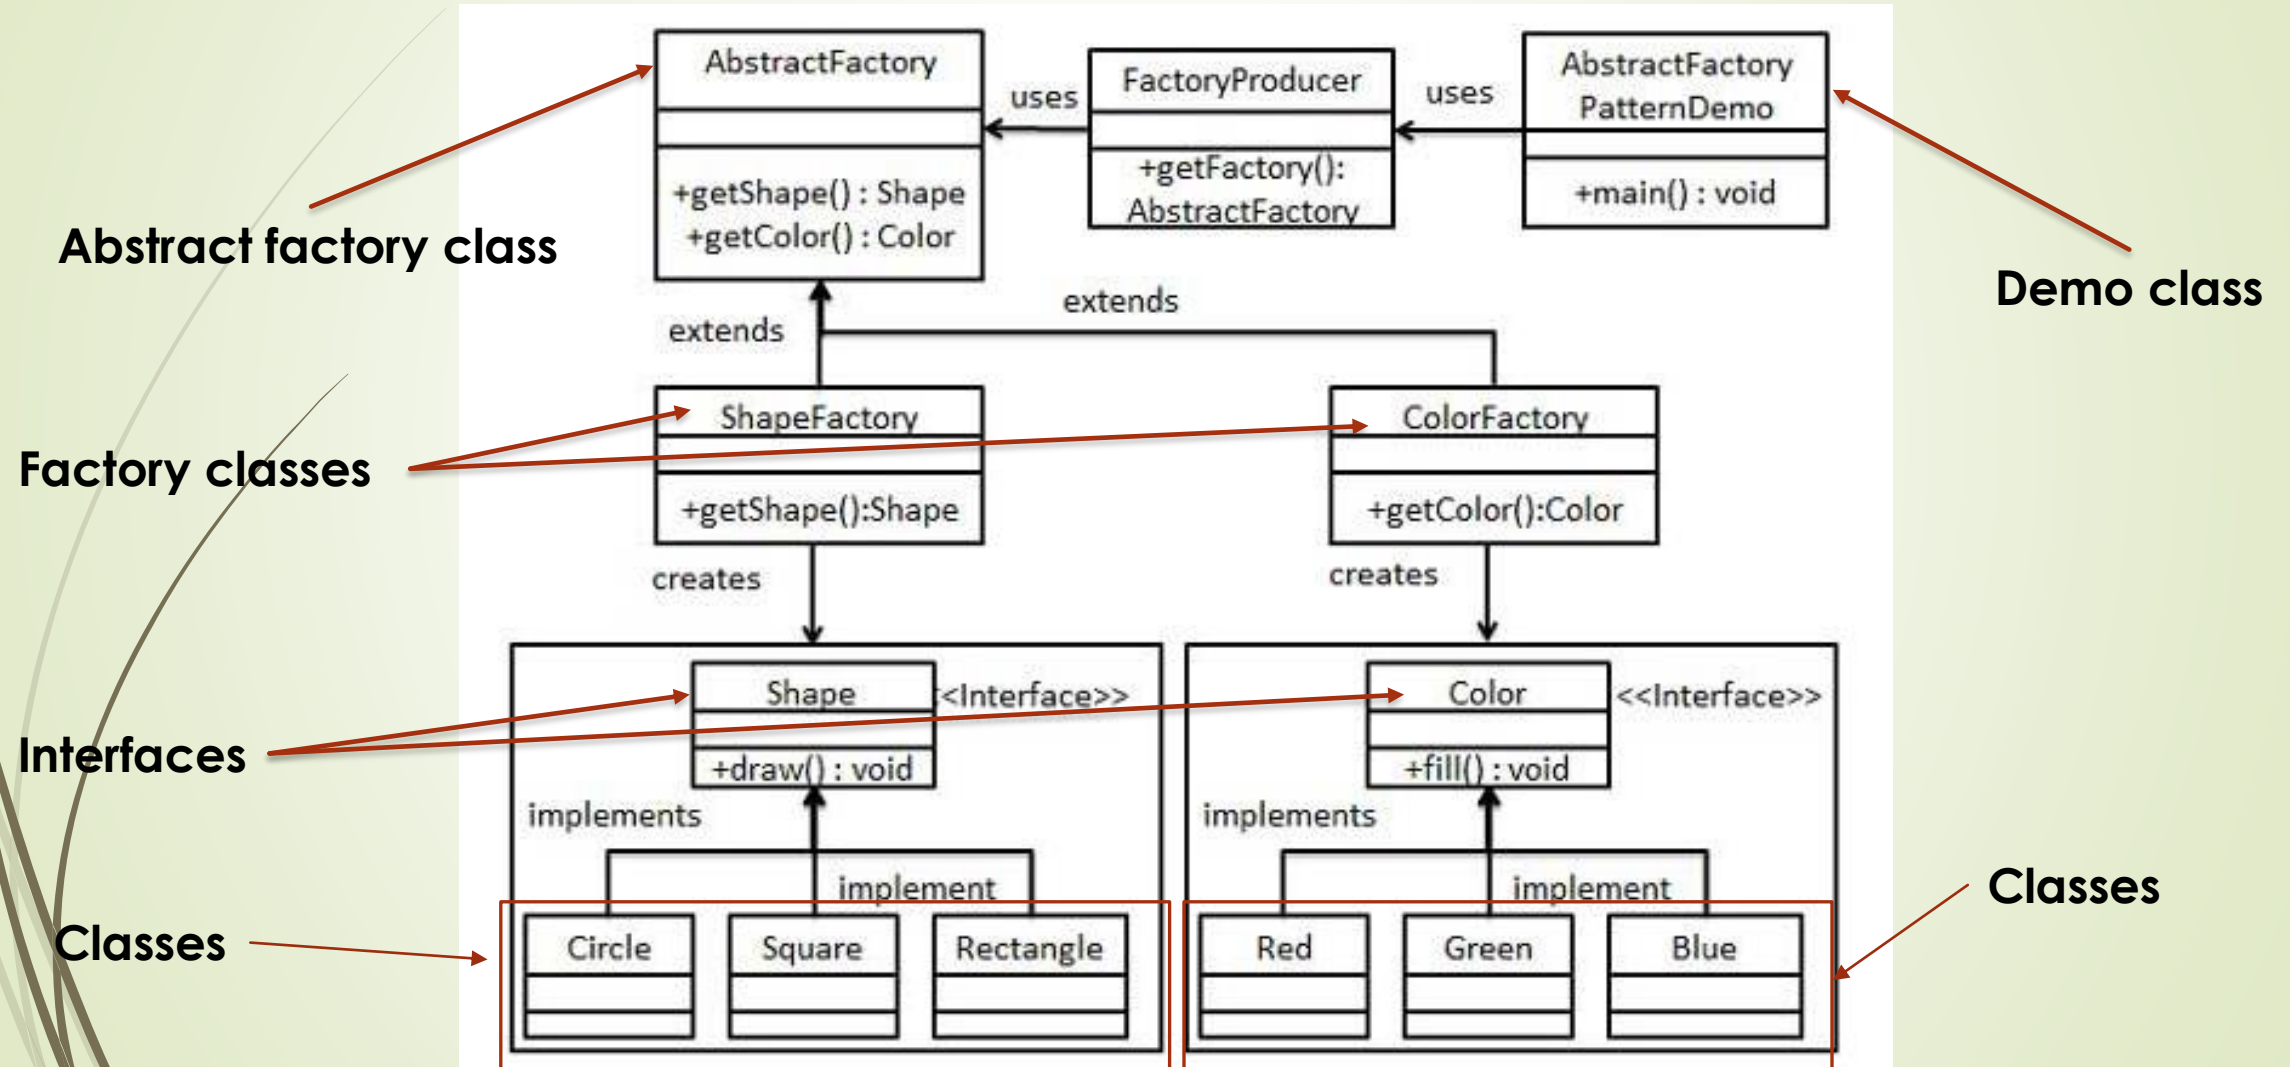 AbstractFactory
+getShape() : Shape
+getColor() : Color
uses
FactoryProducer
+getFactory():
AbstractFactory
uses
AbstractFactory
PatternDemo
+main() : void
Abstract factory class
Demo class
extends
extends
ShapeFactory
+getShape():Shape
ColorFactory
+getColor():Color
Factory classes
creates
creates
Shape
<<Interface>>
+draw() : void
Color
<<Interface>>
+fill() : void
Interfaces
implements
implement
implements
implement
Classes
Circle
Square
Rectangle
Red
Green
Blue
Classes